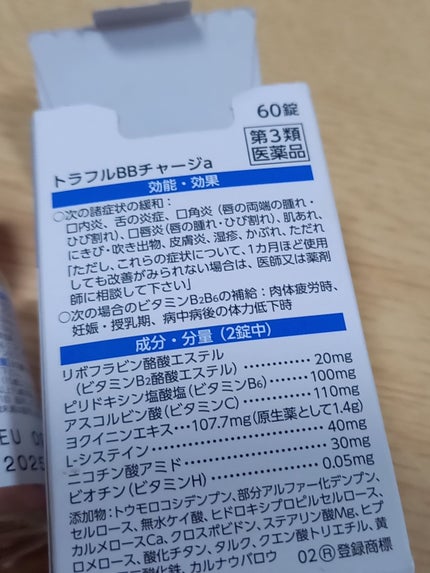 60錠
第3類
医薬品
トラフルBBチャージa
効能・効果
○次の諸症状の緩和：
口内炎、舌の炎症、口角炎（唇の両端の腫れ・
ひび割れ）、口唇炎（唇の腫れ・ひび割れ）、肌あれ、
にきび・吹き出物、皮膚炎、湿疹、かぶれ、ただれ
「ただし、これらの症状について、1カ月ほど使用
しても改善がみられない場合は、医師又は薬剤
師に相談して下さい」
○次の場合のビタミンB2B6の補給：肉体疲労時、
妊娠・授乳期、病中病後の体力低下時
成分・分量（2錠中）
リボフラビン酪酸エステル
（ビタミンB2酪酸エステル）…………20mg
ピリドキシン塩酸塩（ビタミンB6）………100mg
アスコルビン酸（ビタミンC）…………110mg
ヨクイニンエキス…107.7mg（原生薬として1.4g）
L-システイン………………………40mg
ニコチン酸アミド……………………30mg
ビオチン（ビタミンH）………………0.05mg
添加物：トウモロコシデンプン、部分アルファー化デンプン、
セルロース、無水ケイ酸、ヒドロキシプロピルセルロース、
カルメロースCa、クロスポビドン、ステアリン酸Mg、ヒプ
ロメロース、酸化チタン、タルク、クエン酸トリエチル、黄
二酸化鉄、カルナウバロウ 02®登録商標
EU
2025